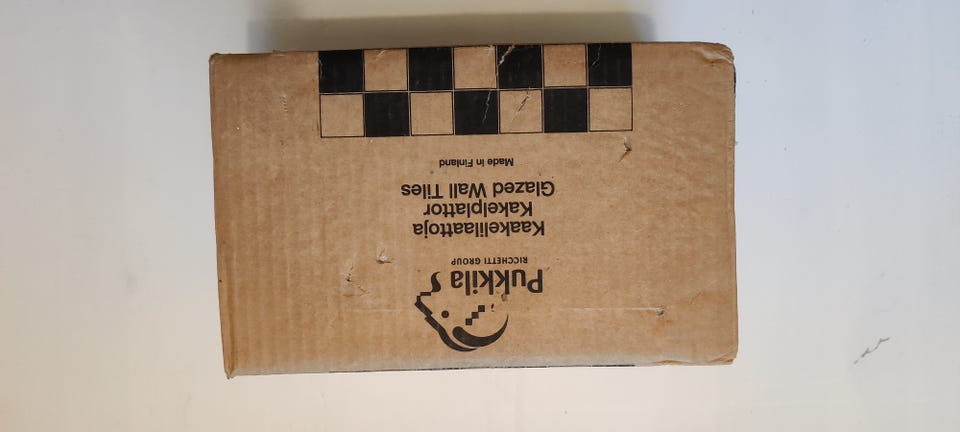 Pukkila
RICCHETTI GROUP
Kaakelilaattoja
Kakelplattor
Glazed Wall Tiles
Made in Finland